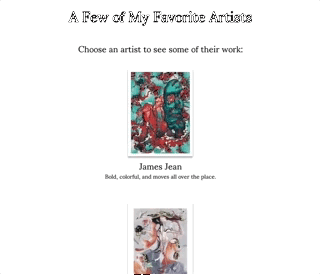 A Few of My Favorite Artists
Choose an artist to see some of their work:
James Jean
Bold, colorful, and moves all over the place.